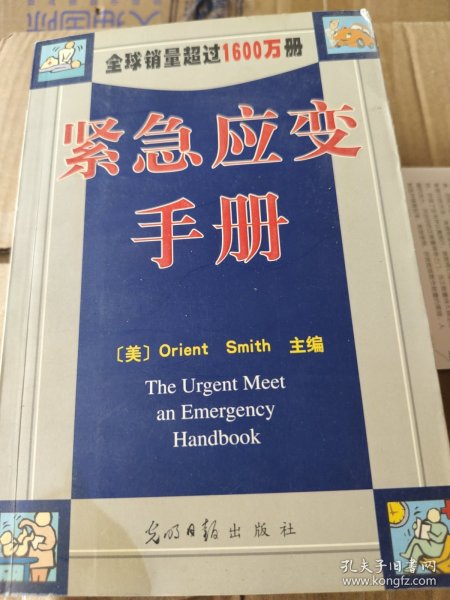 全球销量超过1600万册
紧急应变
手册
〔美〕Orient Smith 主编
The Urgent Meet
an Emergency
Handbook
光明日报出版社
孔夫子旧书网
www.kongfz.com